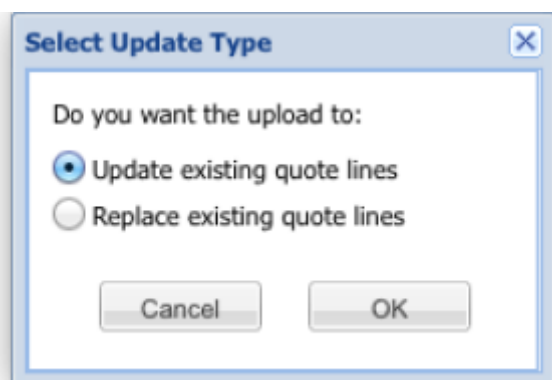 Select Update Type
Do you want the upload to:
Update existing quote lines
Replace existing quote lines
Cancel OK